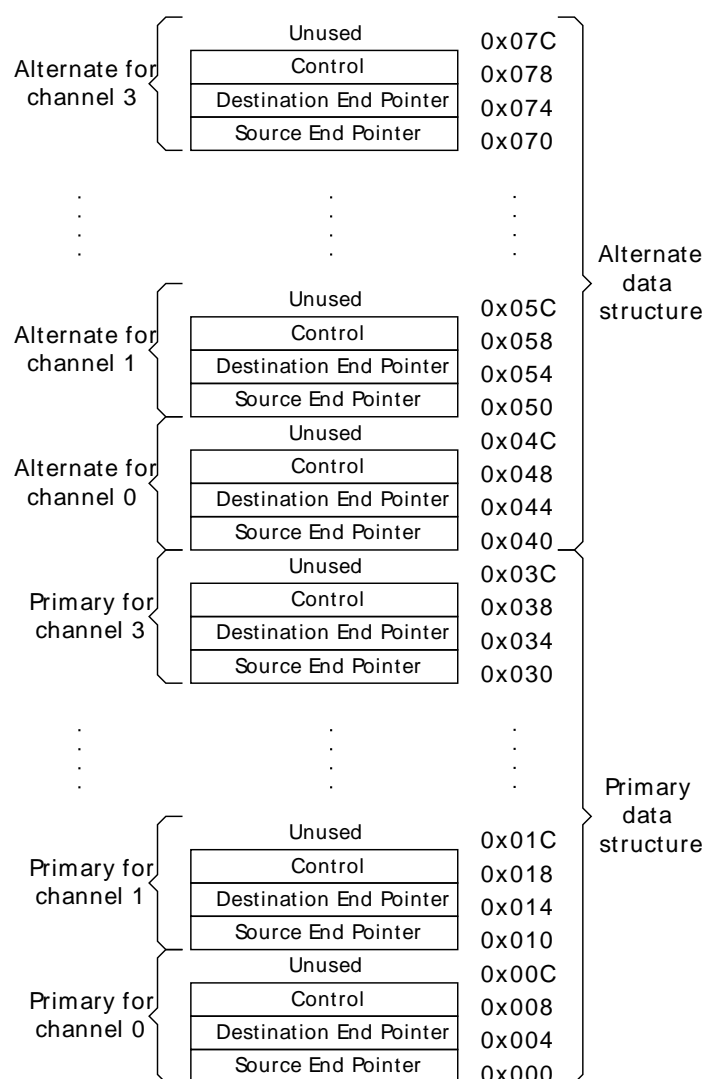 Unused 0x07C
Alternate for
channel 3
Control 0x078
Destination End Pointer 0x074
Source End Pointer 0x070
Alternate
data
structure
Unused 0x05C
Alternate for
channel 1
Control 0x058
Destination End Pointer 0x054
Source End Pointer 0x050
Unused 0x04C
Alternate for
channel 0
Control 0x048
Destination End Pointer 0x044
Source End Pointer 0x040
Unused 0x03C
Primary for
channel 3
Control 0x038
Destination End Pointer 0x034
Source End Pointer 0x030
Primary
data
structure
Unused 0x01C
Primary for
channel 1
Control 0x018
Destination End Pointer 0x014
Source End Pointer 0x010
Unused 0x00C
Primary for
channel 0
Control 0x008
Destination End Pointer 0x004
Source End Pointer 0x000